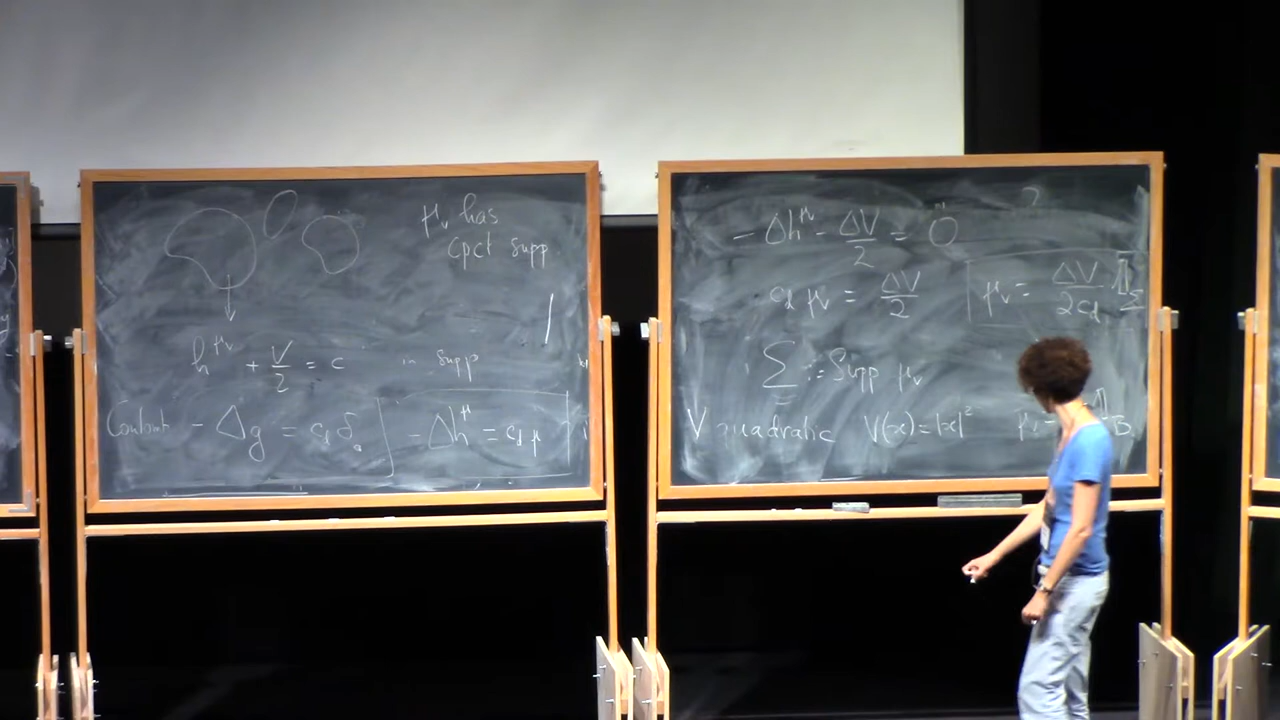 μ_v has
cpct supp.
h^{μ_v} + V/2 = c in supp
Coulomb - Δg = c_d δ_0 - Δh^μ = c_d μ
- Δh^μ - ΔV/2 = 0 ?
c_d μ_v = ΔV/2 μ_v = ΔV/2c_d 𝟙_Σ
Σ := Supp μ_v
V quadratic V(x) = |x|² 𝟙_B